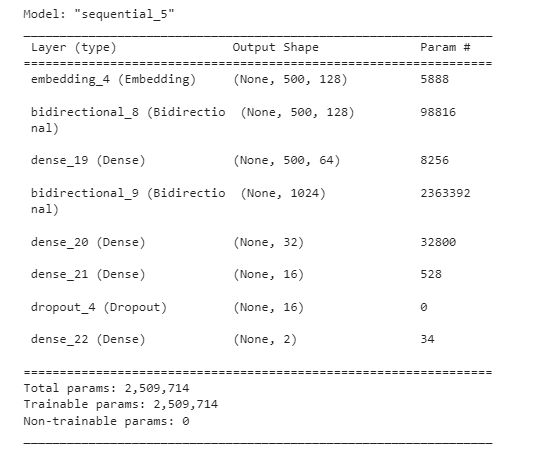 Model: "sequential_5"
Layer (type) Output Shape Param #
embedding_4 (Embedding) (None, 500, 128) 5888
bidirectional_8 (Bidirectio (None, 500, 128) 98816
nal)
dense_19 (Dense) (None, 500, 64) 8256
bidirectional_9 (Bidirectio (None, 1024) 2363392
nal)
dense_20 (Dense) (None, 32) 32800
dense_21 (Dense) (None, 16) 528
dropout_4 (Dropout) (None, 16) 0
dense_22 (Dense) (None, 2) 34
Total params: 2,509,714
Trainable params: 2,509,714
Non-trainable params: 0